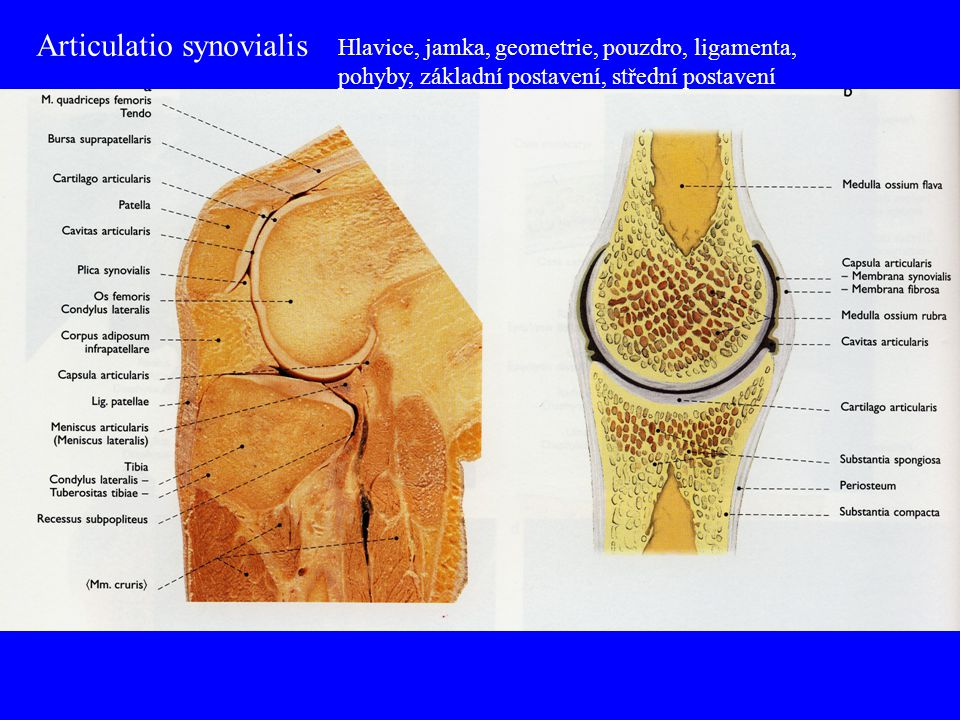 Articulatio synovialis
Hlavice, jamka, geometrie, pouzdro, ligamenta,
pohyby, základní postavení, střední postavení
a
M. quadriceps femoris
Tendo
Bursa suprapatellaris
Cartilago articularis
Patella
Cavitas articularis
Plica synovialis
Os femoris
Condylus lateralis
Corpus adiposum
infrapatellare
Capsula articularis
Lig. patellae
Meniscus articularis
(Meniscus lateralis)
Tibia
Condylus lateralis –
Tuberositas tibiae –
Recessus subpopliteus
⟨Mm. cruris⟩
b
Medulla ossium flava
Capsula articularis
– Membrana synovialis
– Membrana fibrosa
Medulla ossium rubra
Cavitas articularis
Cartilago articularis
Substantia spongiosa
Periosteum
Substantia compacta